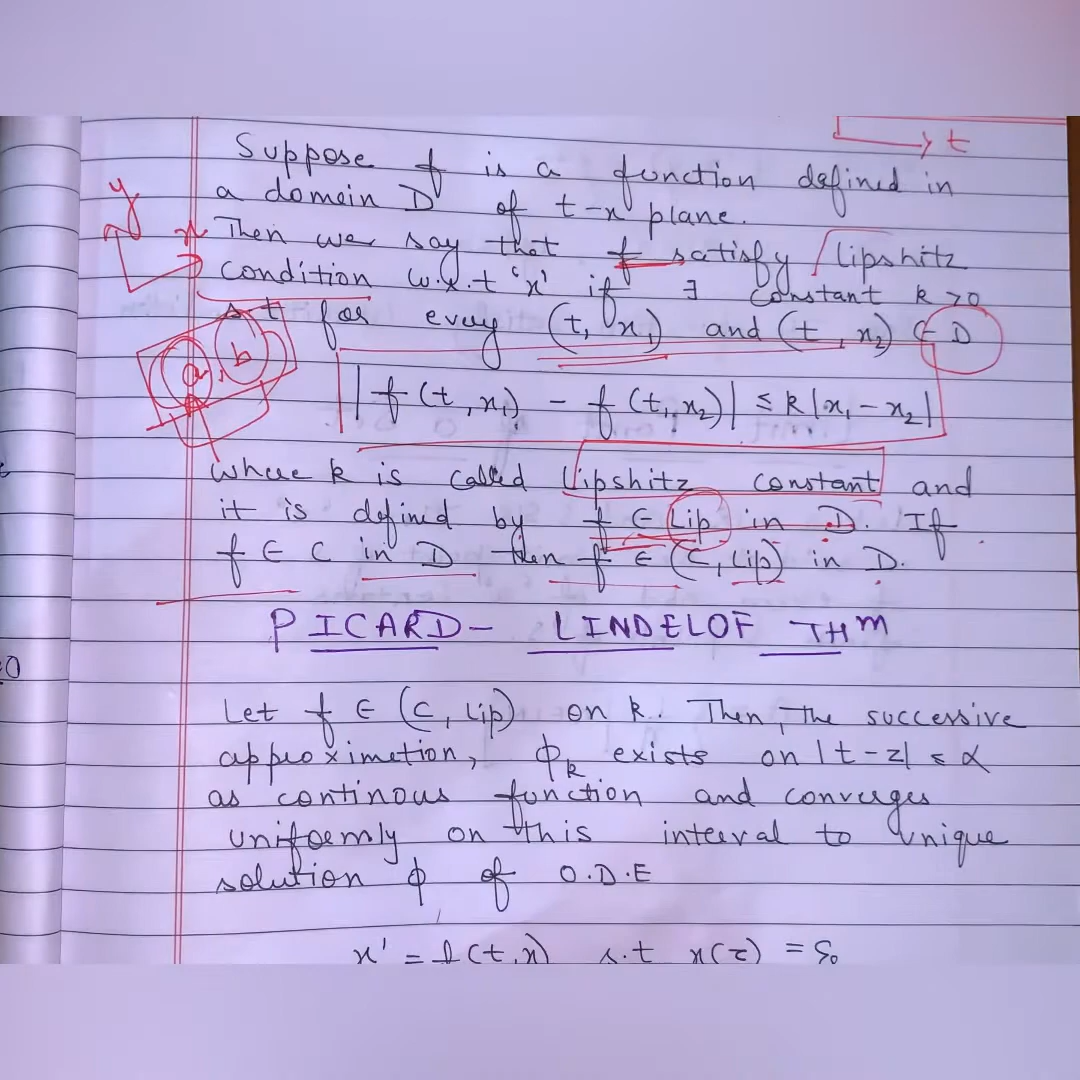 t
Suppose f is a function defined in
a domain D of t-x plane.
y
x Then we say that f satisfy lipshitz
condition w.r.t 'x' if ∃ constant k >0
s.t for every (t, x₁) and (t, x₂) ∈ D
a, b
|f(t, x₁) - f(t, x₂)| ≤ k|x₁ - x₂|
where k is called lipshitz constant and
it is defined by f ∈ Lip in D. If
f ∈ C in D then f ∈ (C, Lip) in D.
PICARD- LINDELOF THM
Let f ∈ (C, Lip) on k. Then, The successive
approximetion, ϕₖ exists on |t-z| ≤ α
as continous function and converges
uniformly on this interval to unique
solution ϕ of O.D.E
x' = f(t,x) s.t x(τ) = ξ₀